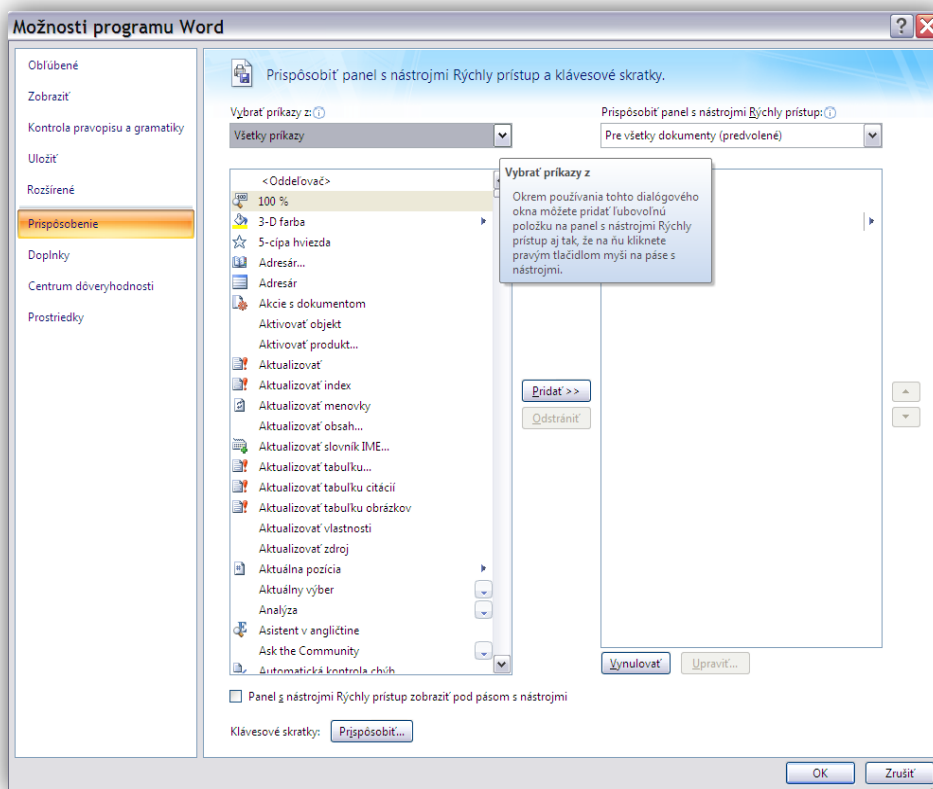 Možnosti programu Word
Obľúbené
Zobraziť
Kontrola pravopisu a gramatiky
Uložiť
Rozšírené
Prispôsobenie
Doplnky
Centrum dôveryhodnosti
Prostriedky
Prispôsobiť panel s nástrojmi Rýchly prístup a klávesové skratky.
Vybrať príkazy z:
Všetky príkazy
<Oddeľovač>
100 %
3-D farba
5-cípa hviezda
Adresár...
Adresár
Akcie s dokumentom
Aktivovať objekt
Aktivovať produkt...
Aktualizovať
Aktualizovať index
Aktualizovať menovky
Aktualizovať obsah...
Aktualizovať slovník IME...
Aktualizovať tabuľku...
Aktualizovať tabuľku citácií
Aktualizovať tabuľku obrázkov
Aktualizovať vlastnosti
Aktualizovať zdroj
Aktuálna pozícia
Aktuálny výber
Analýza
Asistent v angličtine
Ask the Community
Automatická kontrola chýb
Prispôsobiť panel s nástrojmi Rýchly prístup:
Pre všetky dokumenty (predvolené)
Vybrať príkazy z
Okrem používania tohto dialógového
okna môžete pridať ľubovoľnú
položku na panel s nástrojmi Rýchly
prístup aj tak, že na ňu kliknete
pravým tlačidlom myši na páse s
nástrojmi.
Pridať >>
Odstrániť
Vynulovať
Upraviť...
Panel s nástrojmi Rýchly prístup zobraziť pod pásom s nástrojmi
Klávesové skratky:
Prispôsobiť...
OK
Zrušiť